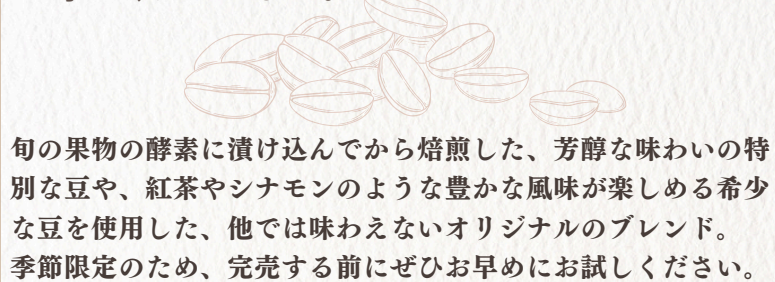 旬の果物の酵素に漬け込んでから焙煎した、芳醇な味わいの特
別な豆や、紅茶やシナモンのような豊かな風味が楽しめる希少
な豆を使用した、他では味わえないオリジナルのブレンド。
季節限定のため、完売する前にぜひお早めにお試しください。